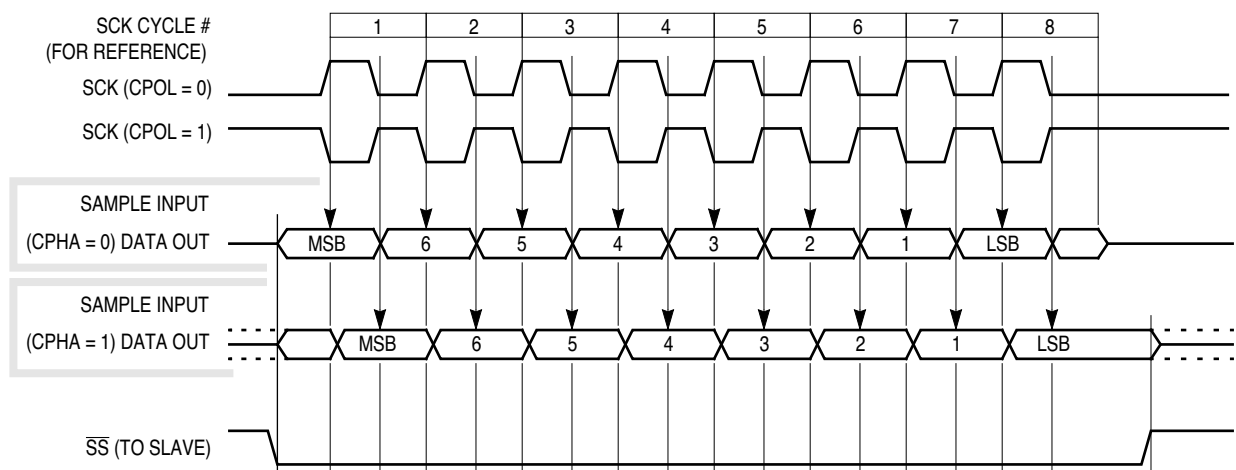 SCK CYCLE #
(FOR REFERENCE)
1 2 3 4 5 6 7 8
SCK (CPOL = 0)
SCK (CPOL = 1)
SAMPLE INPUT
(CPHA = 0) DATA OUT
MSB 6 5 4 3 2 1 LSB
SAMPLE INPUT
(CPHA = 1) DATA OUT
MSB 6 5 4 3 2 1 LSB
SS (TO SLAVE)